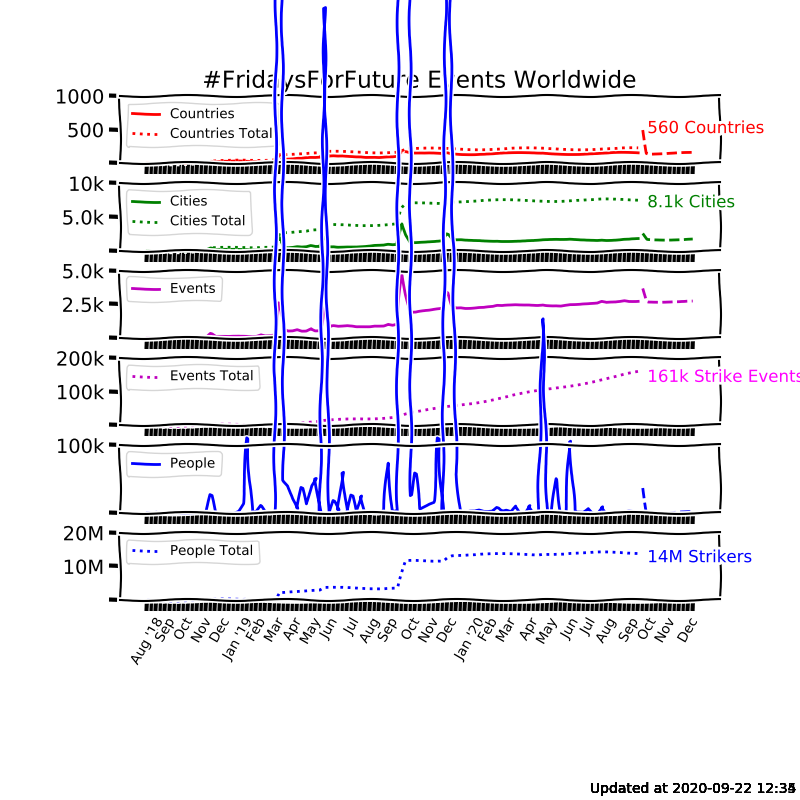 #FridaysForFuture Events Worldwide
1000
500
Countries
Countries Total
560 Countries
10k
5.0k
Cities
Cities Total
8.1k Cities
5.0k
2.5k
Events
200k
100k
Events Total
161k Strike Events
100k
People
20M
10M
People Total
14M Strikers
Aug '18 Sep Oct Nov Dec Jan '19 Feb Mar Apr May Jun Jul Aug Sep Oct Nov Dec Jan '20 Feb Mar Apr May Jun Jul Aug Sep Oct Nov Dec
Updated at 2020-09-22